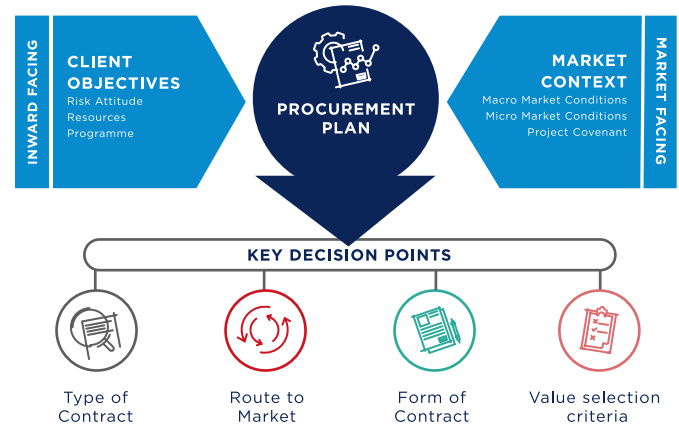 INWARD FACING
CLIENT
OBJECTIVES
Risk Attitude
Resources
Programme
PROCUREMENT
PLAN
MARKET
CONTEXT
Macro Market Conditions
Micro Market Conditions
Project Covenant
MARKET FACING
KEY DECISION POINTS
Type of
Contract
Route to
Market
Form of
Contract
Value selection
criteria